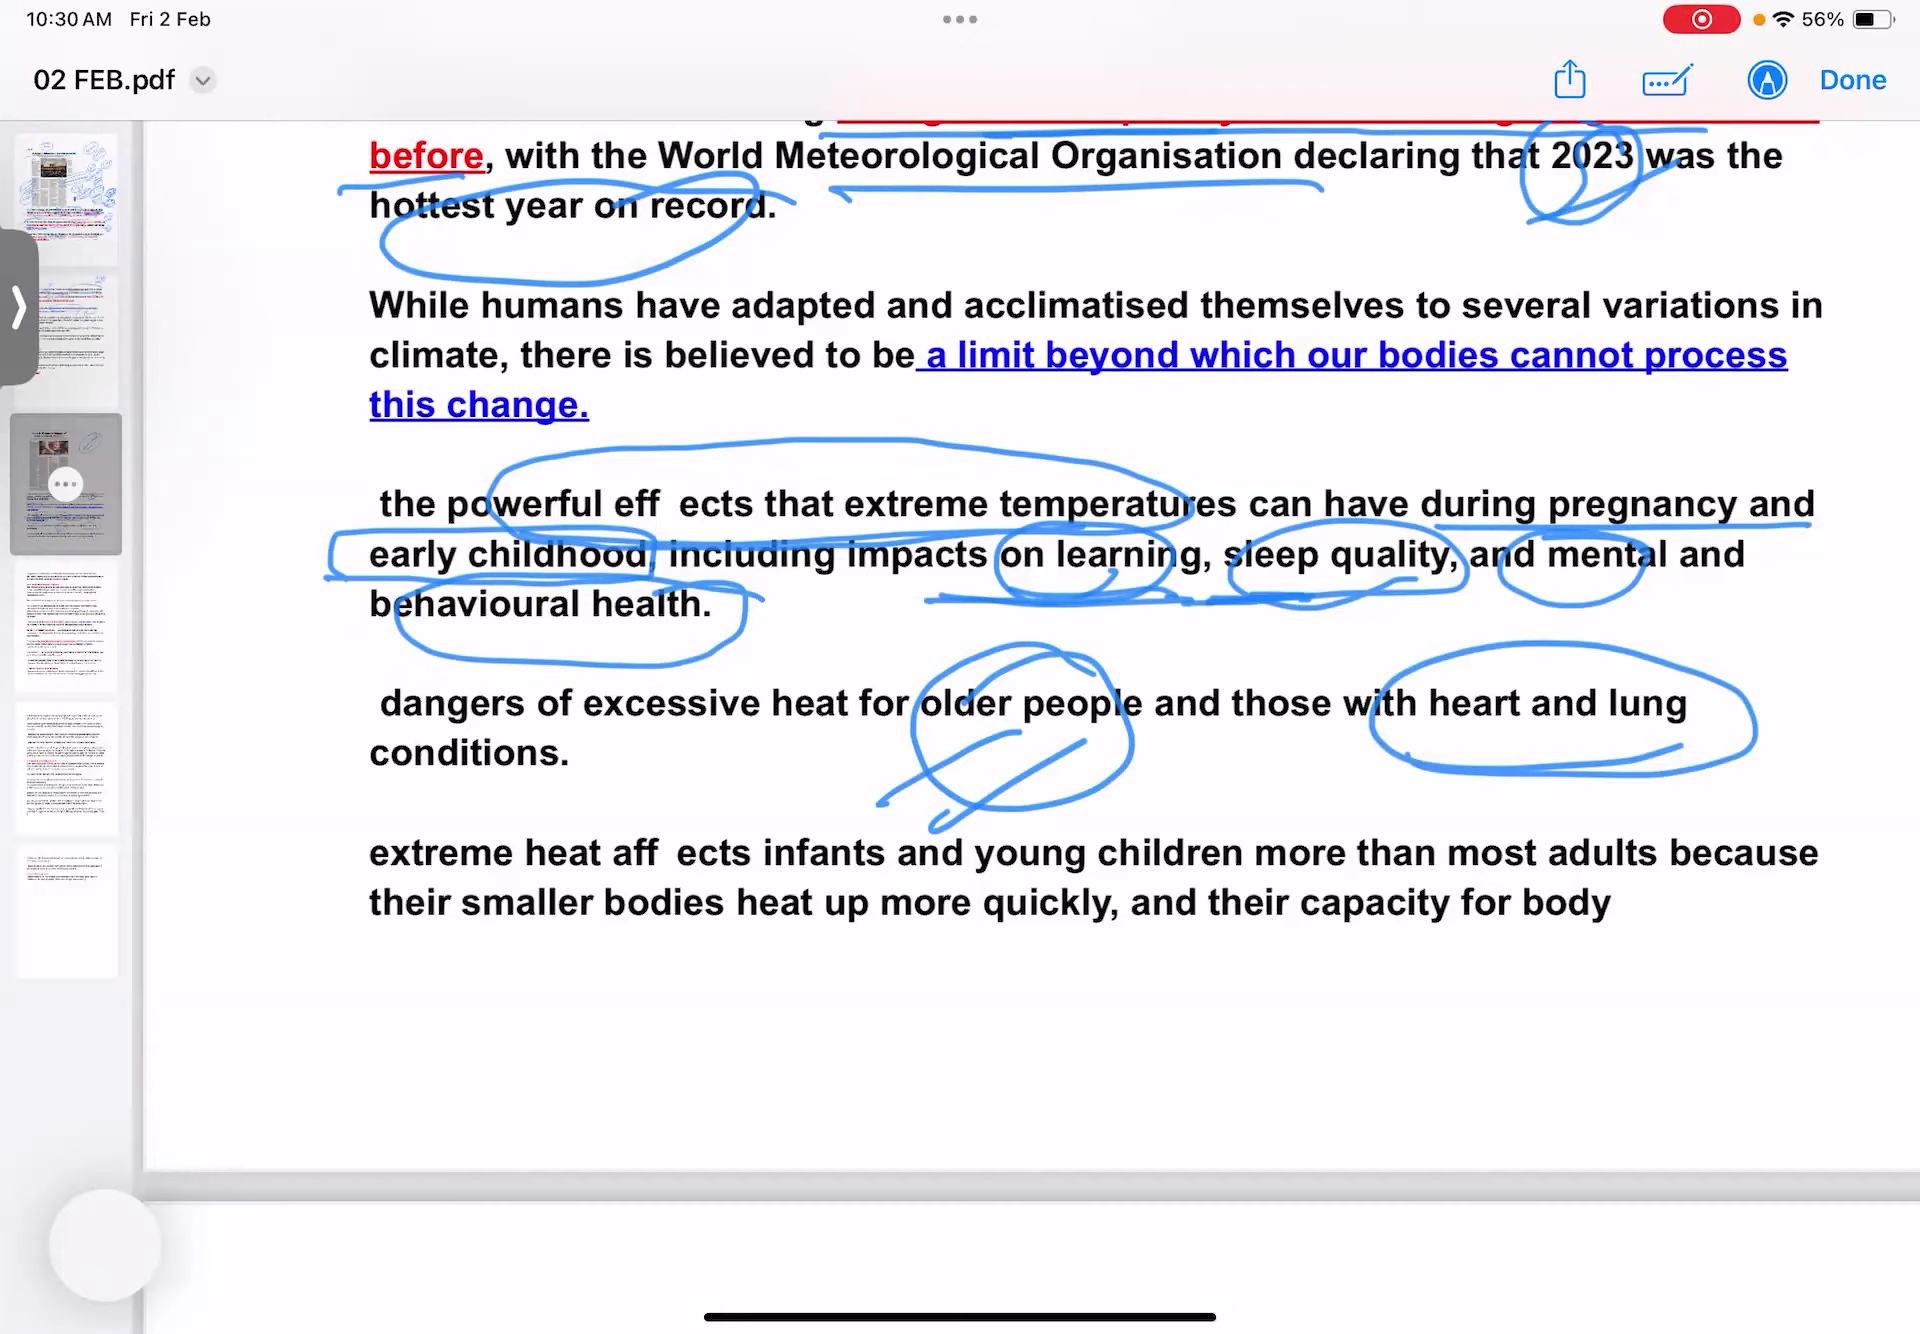 10:30 AM Fri 2 Feb
56%
02 FEB.pdf
Done
before, with the World Meteorological Organisation declaring that 2023 was the
hottest year on record.
While humans have adapted and acclimatised themselves to several variations in
climate, there is believed to be a limit beyond which our bodies cannot process
this change.
the powerful eff ects that extreme temperatures can have during pregnancy and
early childhood, including impacts on learning, sleep quality, and mental and
behavioural health.
dangers of excessive heat for older people and those with heart and lung
conditions.
extreme heat aff ects infants and young children more than most adults because
their smaller bodies heat up more quickly, and their capacity for body